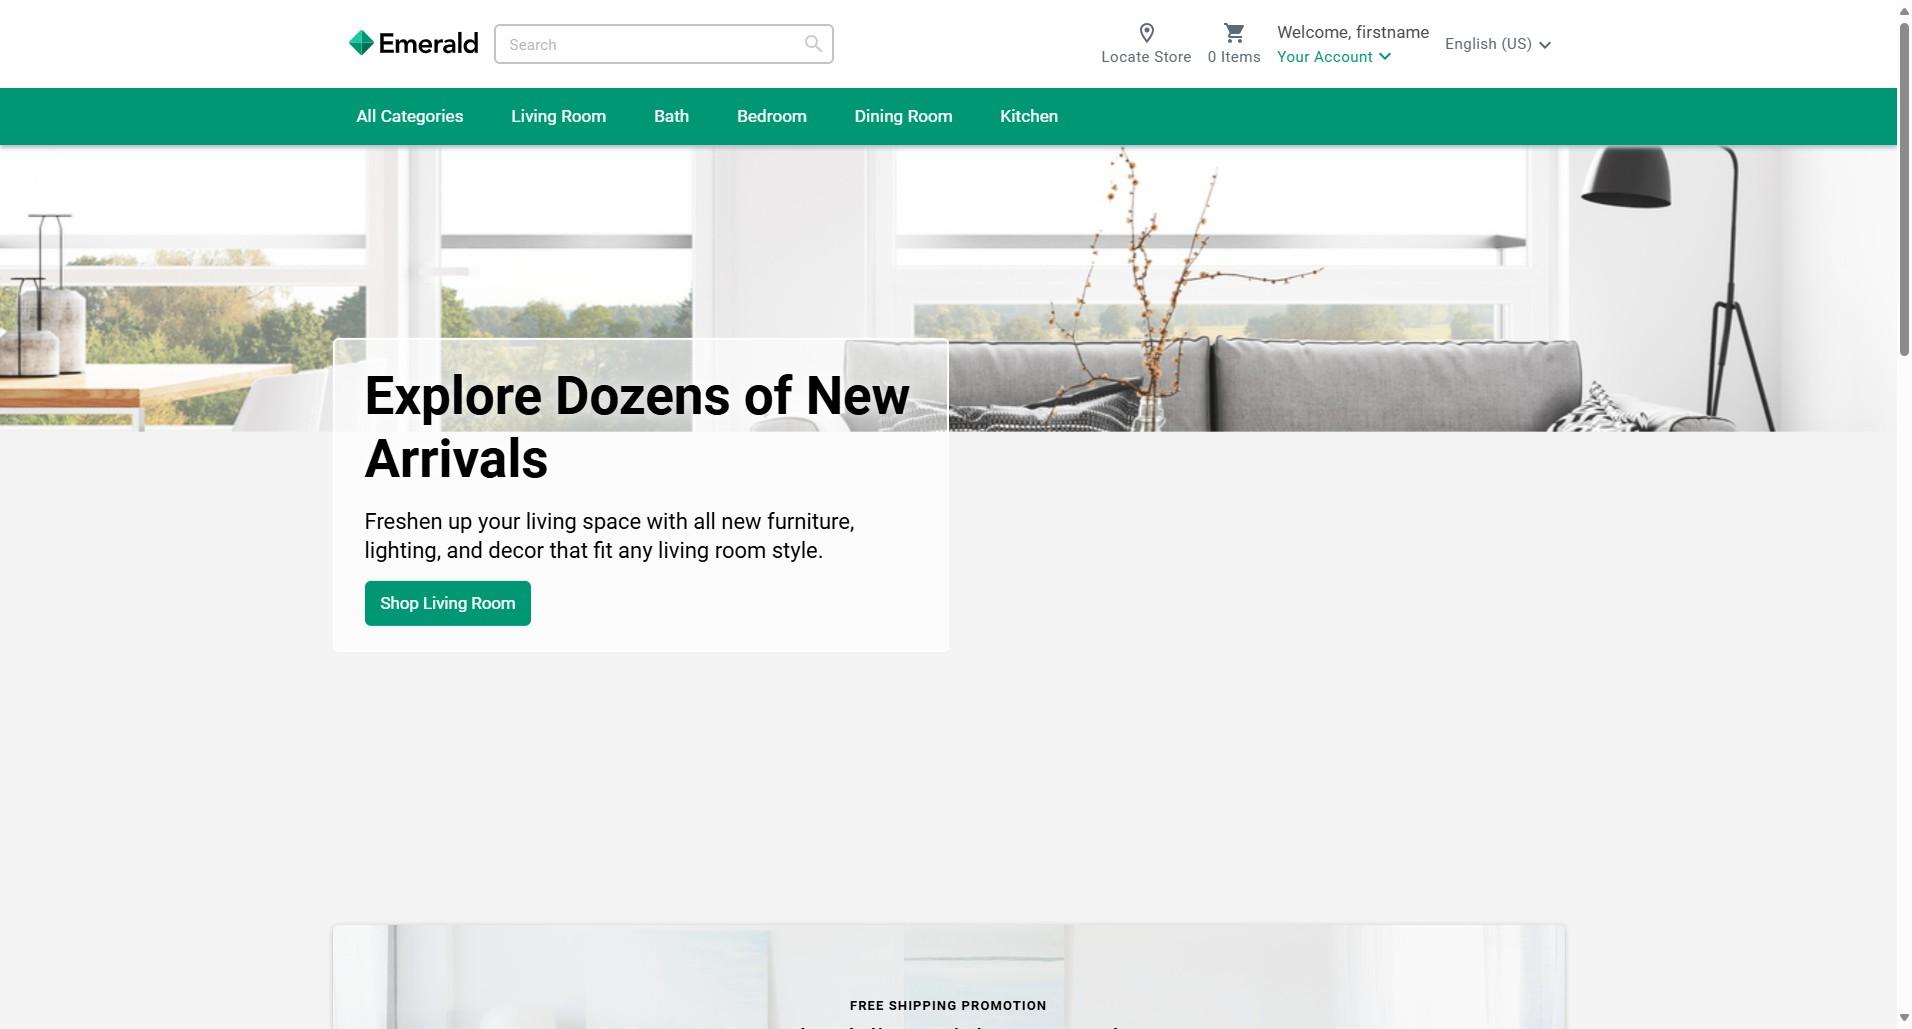 Emerald
Search
Locate Store
0 Items
Welcome, firstname
Your Account
English (US)
All Categories
Living Room
Bath
Bedroom
Dining Room
Kitchen
Explore Dozens of New
Arrivals
Freshen up your living space with all new furniture,
lighting, and decor that fit any living room style.
Shop Living Room
FREE SHIPPING PROMOTION